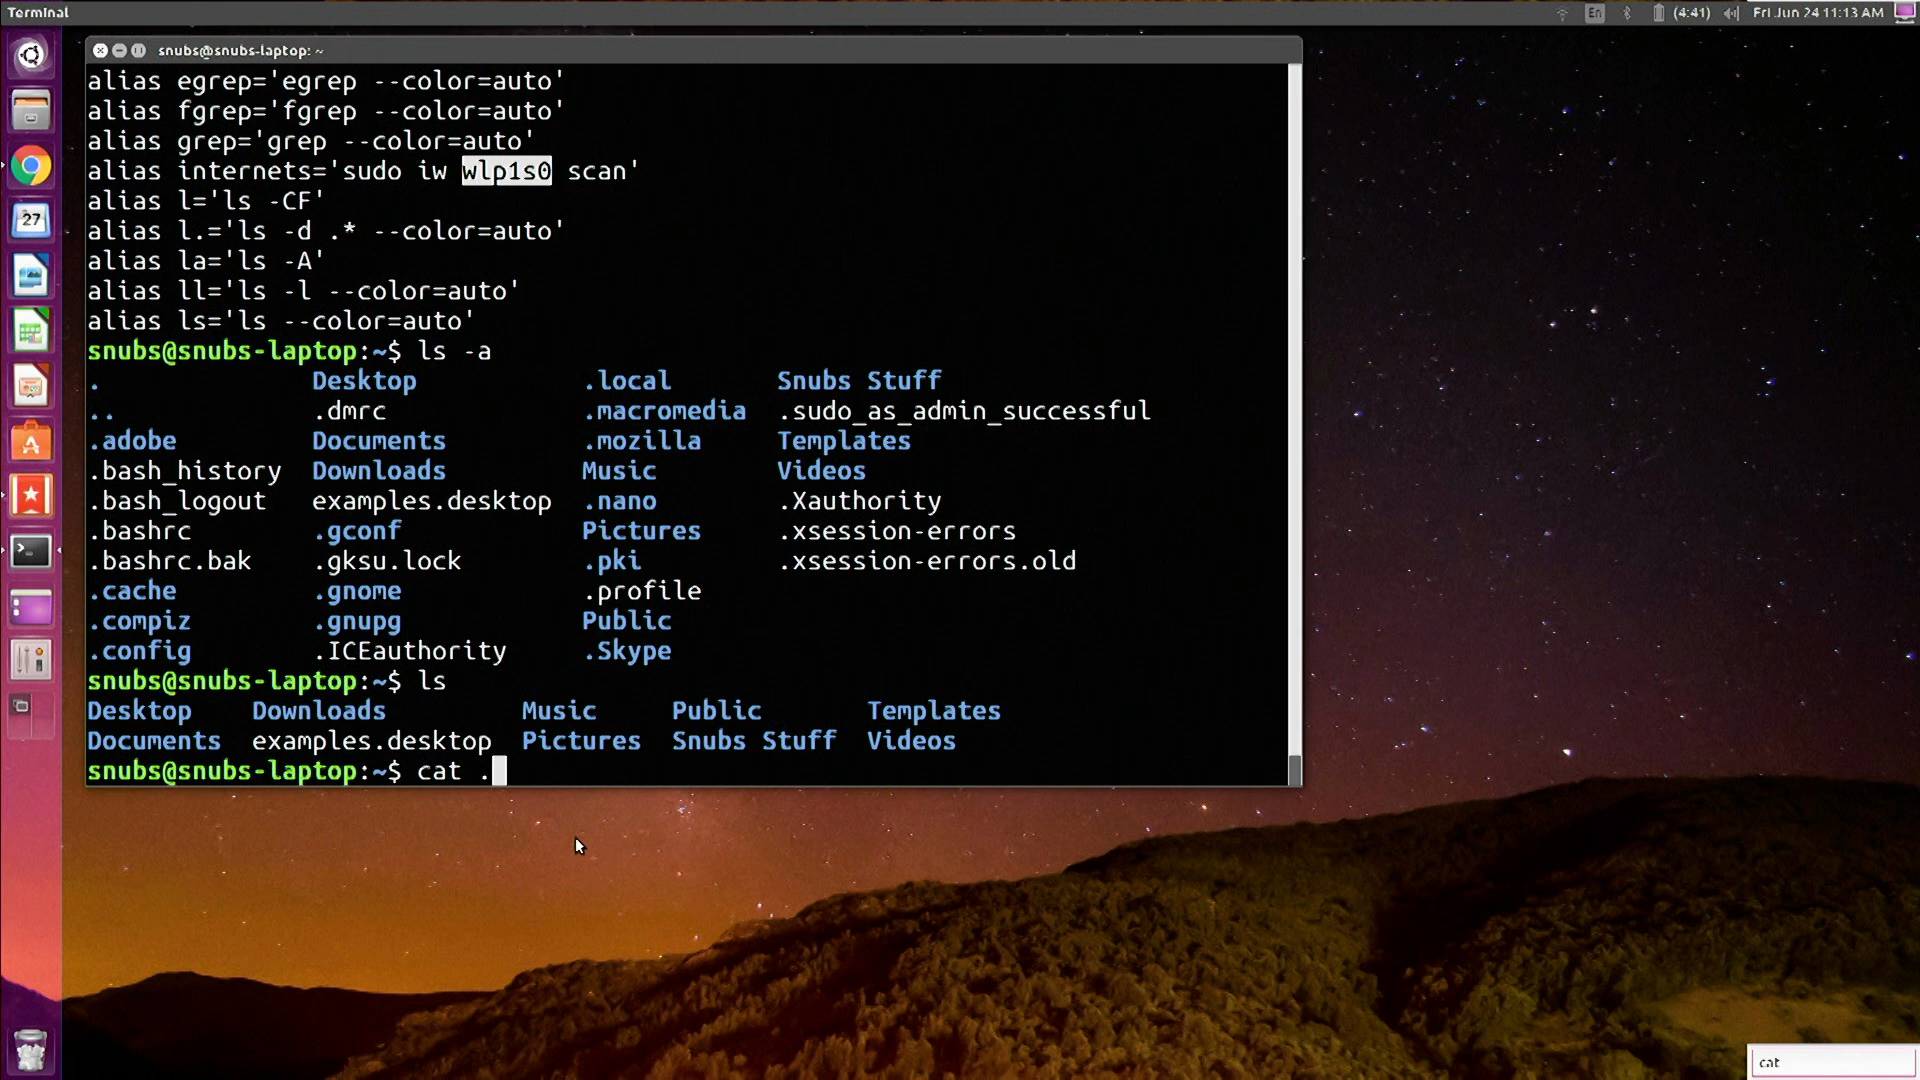 Terminal
En (4:41) Fri Jun 24 11:13 AM
snubs@snubs-laptop: ~
alias egrep='egrep --color=auto'
alias fgrep='fgrep --color=auto'
alias grep='grep --color=auto'
alias internets='sudo iw wlp1s0 scan'
alias l='ls -CF'
alias l.='ls -d .* --color=auto'
alias la='ls -A'
alias ll='ls -l --color=auto'
alias ls='ls --color=auto'
snubs@snubs-laptop:~$ ls -a
. Desktop .local Snubs Stuff
.. .dmrc .macromedia .sudo_as_admin_successful
.adobe Documents .mozilla Templates
.bash_history Downloads Music Videos
.bash_logout examples.desktop .nano .Xauthority
.bashrc .gconf Pictures .xsession-errors
.bashrc.bak .gksu.lock .pki .xsession-errors.old
.cache .gnome .profile
.compiz .gnupg Public
.config .ICEauthority .Skype
snubs@snubs-laptop:~$ ls
Desktop Downloads Music Public Templates
Documents examples.desktop Pictures Snubs Stuff Videos
snubs@snubs-laptop:~$ cat .
27
cat